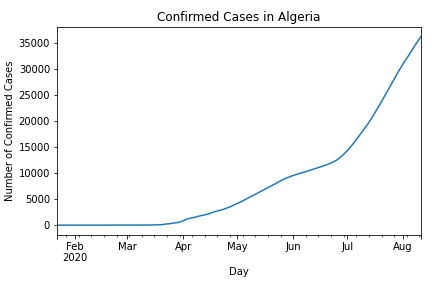 Confirmed Cases in Algeria
Number of Confirmed Cases
35000
30000
25000
20000
15000
10000
5000
0
Feb Mar Apr May Jun Jul Aug
2020
Day